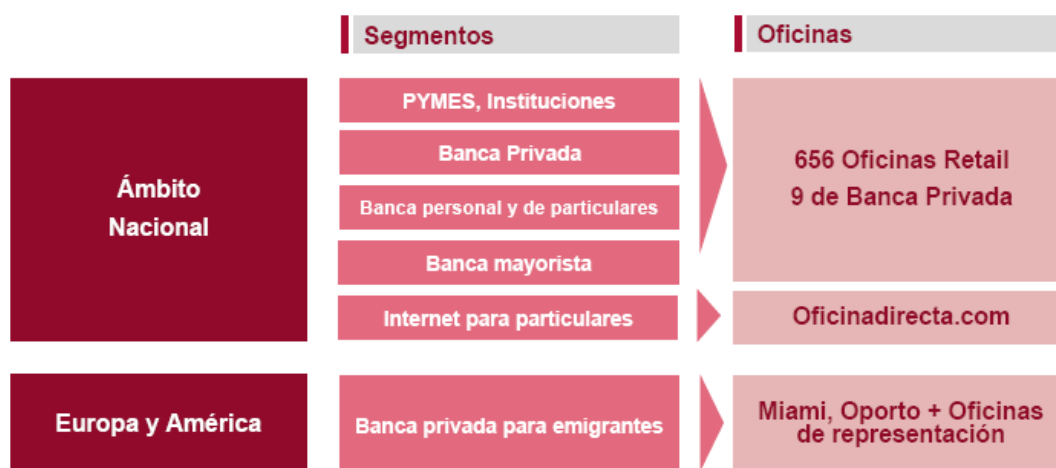 Segmentos
Oficinas
Ámbito
Nacional
PYMES, Instituciones
Banca Privada
Banca personal y de particulares
Banca mayorista
Internet para particulares
656 Oficinas Retail
9 de Banca Privada
Oficinadirecta.com
Europa y América
Banca privada para emigrantes
Miami, Oporto + Oficinas
de representación